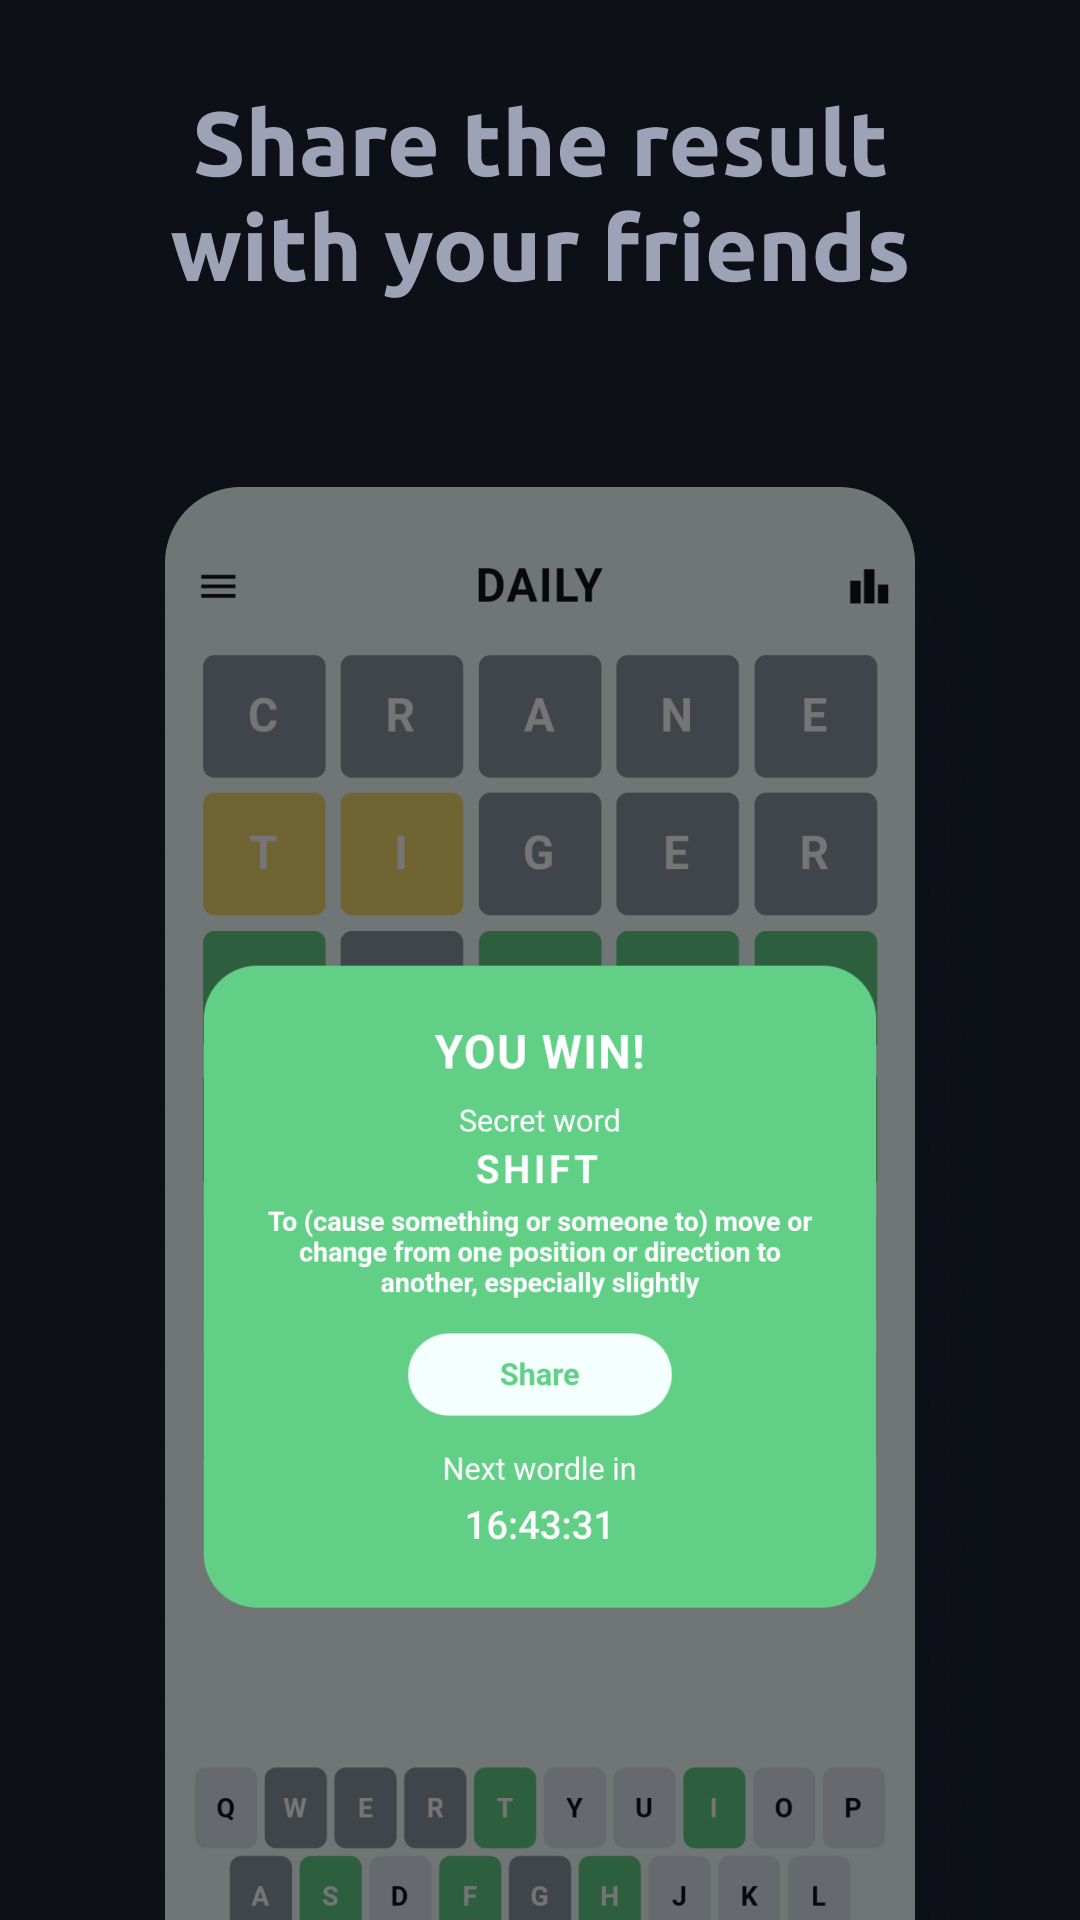 Share the result
with your friends
DAILY
C R A N E
T I G E R
YOU WIN!
Secret word
SHIFT
To (cause something or someone to) move or
change from one position or direction to
another, especially slightly
Share
Next wordle in
16:43:31
Q W E R T Y U I O P
A S D F G H J K L